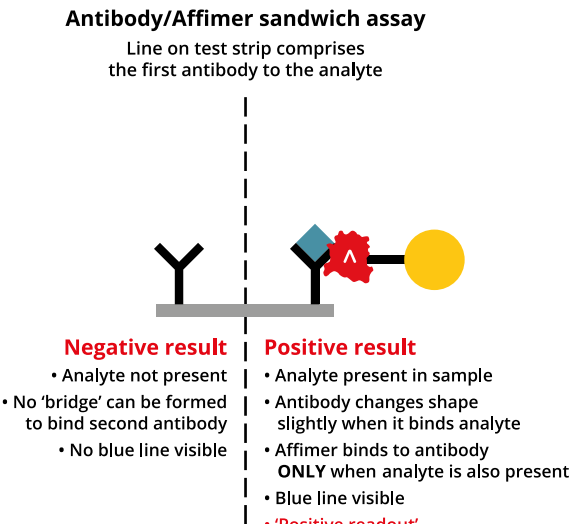 Antibody/Affimer sandwich assay
Line on test strip comprises
the first antibody to the analyte
Negative result
• Analyte not present
• No ‘bridge’ can be formed
to bind second antibody
• No blue line visible
Positive result
• Analyte present in sample
• Antibody changes shape
slightly when it binds analyte
• Affimer binds to antibody
ONLY when analyte is also present
• Blue line visible
• ‘Positive readout’